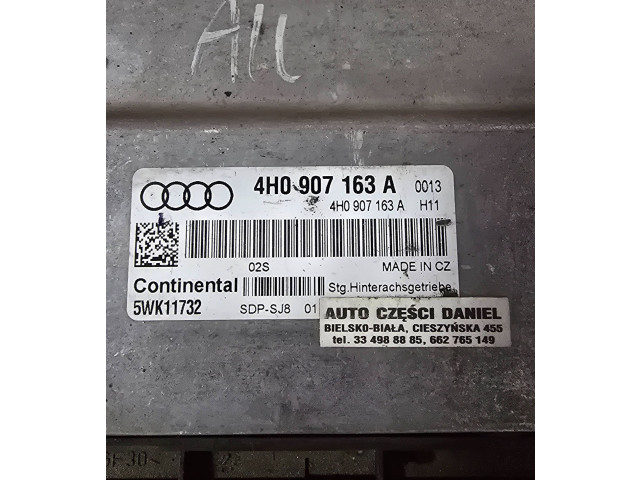 All
4H0 907 163 A 0013
4H0 907 163 A H11
02S MADE IN CZ
Continental Stg.Hinterachsgetriebe
5WK11732 SDP-SJ8 01
AUTO CZĘŚCI DANIEL
BIELSKO-BIAŁA, CIESZYŃSKA 455
tel. 33 498 88 85, 662 765 149